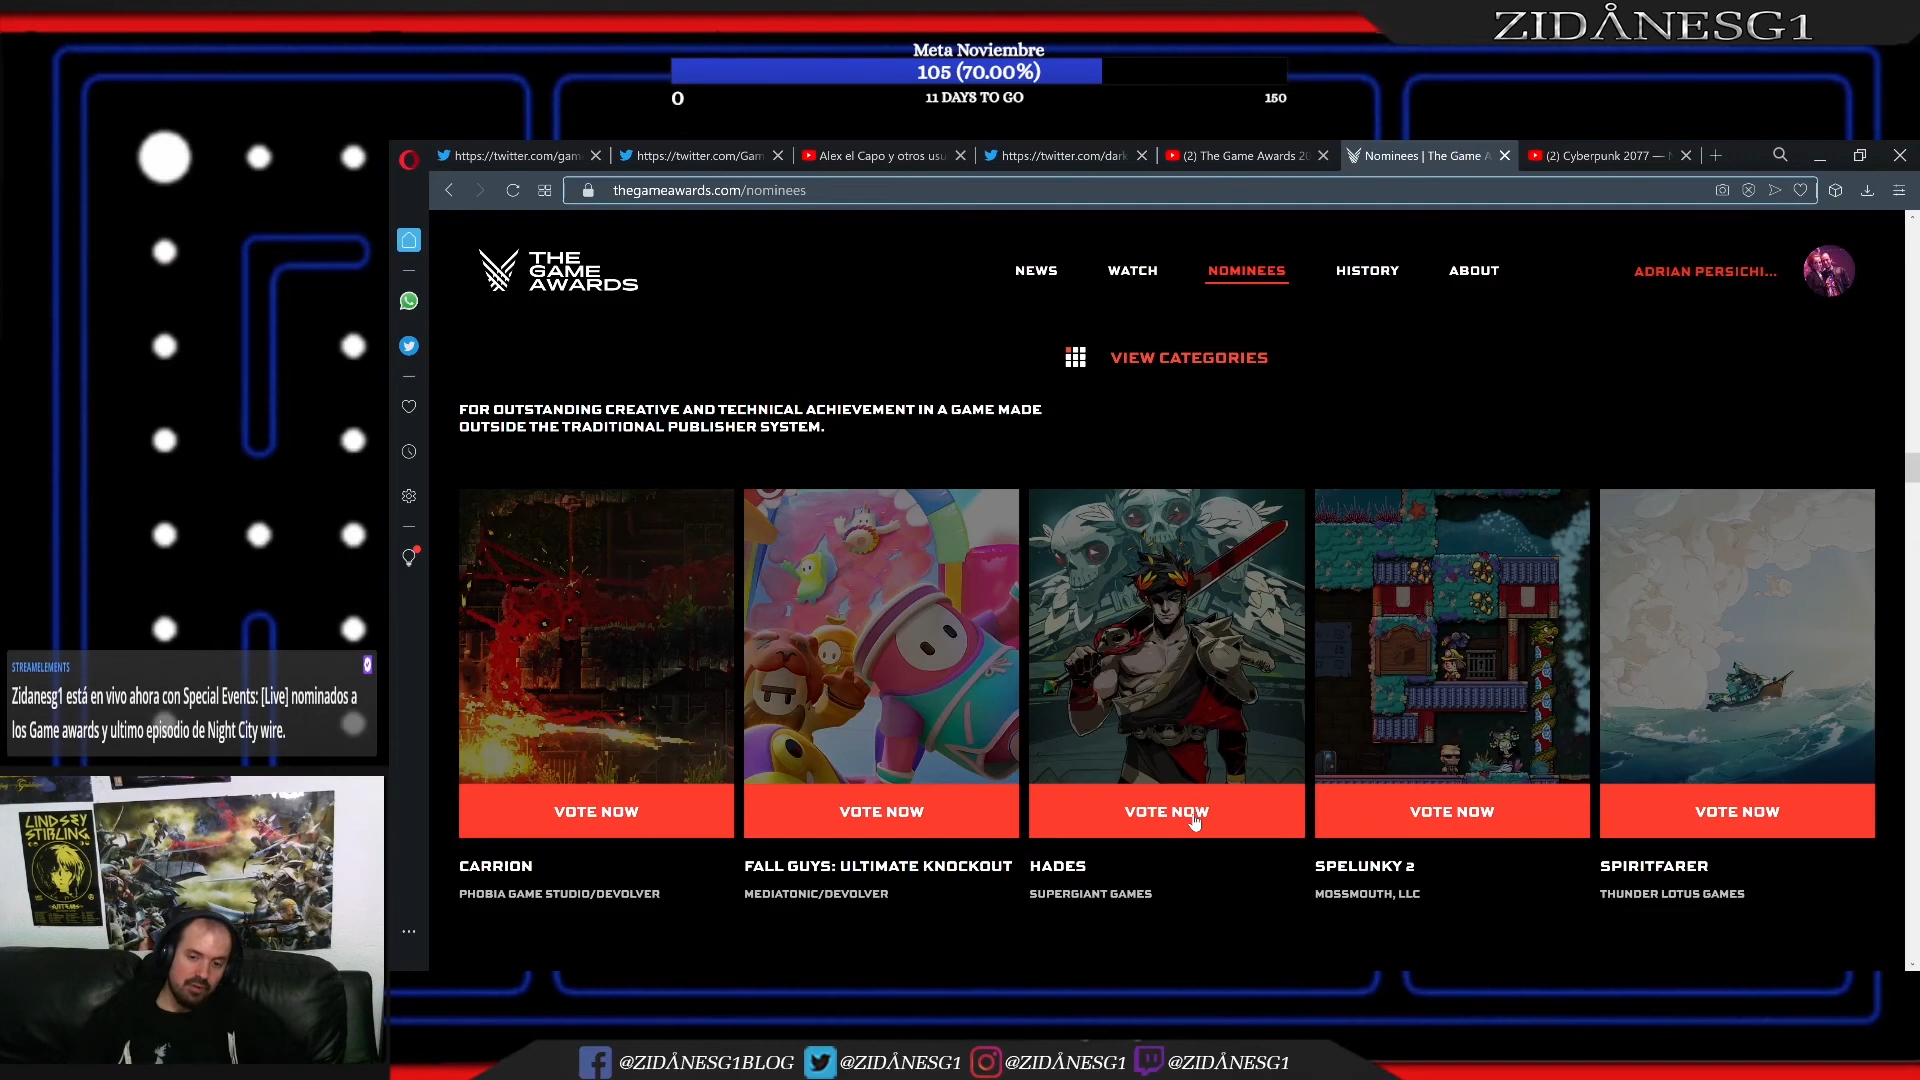 ZIDÅNESG1
Meta Noviembre
105 (70.00%)
0
11 DAYS TO GO
150
https://twitter.com/gam
https://twitter.com/Gam
Alex el Capo y otros usu
https://twitter.com/dark
(2) The Game Awards 20
Nominees | The Game A
(2) Cyberpunk 2077 —
thegameawards.com/nominees
THE
GAME
AWARDS
NEWS
WATCH
NOMINEES
HISTORY
ABOUT
ADRIAN PERSICHI...
VIEW CATEGORIES
FOR OUTSTANDING CREATIVE AND TECHNICAL ACHIEVEMENT IN A GAME MADE
OUTSIDE THE TRADITIONAL PUBLISHER SYSTEM.
VOTE NOW
VOTE NOW
VOTE NOW
VOTE NOW
VOTE NOW
CARRION
FALL GUYS: ULTIMATE KNOCKOUT
HADES
SPELUNKY 2
SPIRITFARER
PHOBIA GAME STUDIO/DEVOLVER
MEDIATONIC/DEVOLVER
SUPERGIANT GAMES
MOSSMOUTH, LLC
THUNDER LOTUS GAMES
STREAMELEMENTS
Zidanesg1 está en vivo ahora con Special Events: [Live] nominados a
los Game awards y ultimo episodio de Night City wire.
LINDSEY
STIRLING
ARTEMIS
@ZIDÅNESG1BLOG
@ZIDÅNESG1
@ZIDÅNESG1
@ZIDÅNESG1